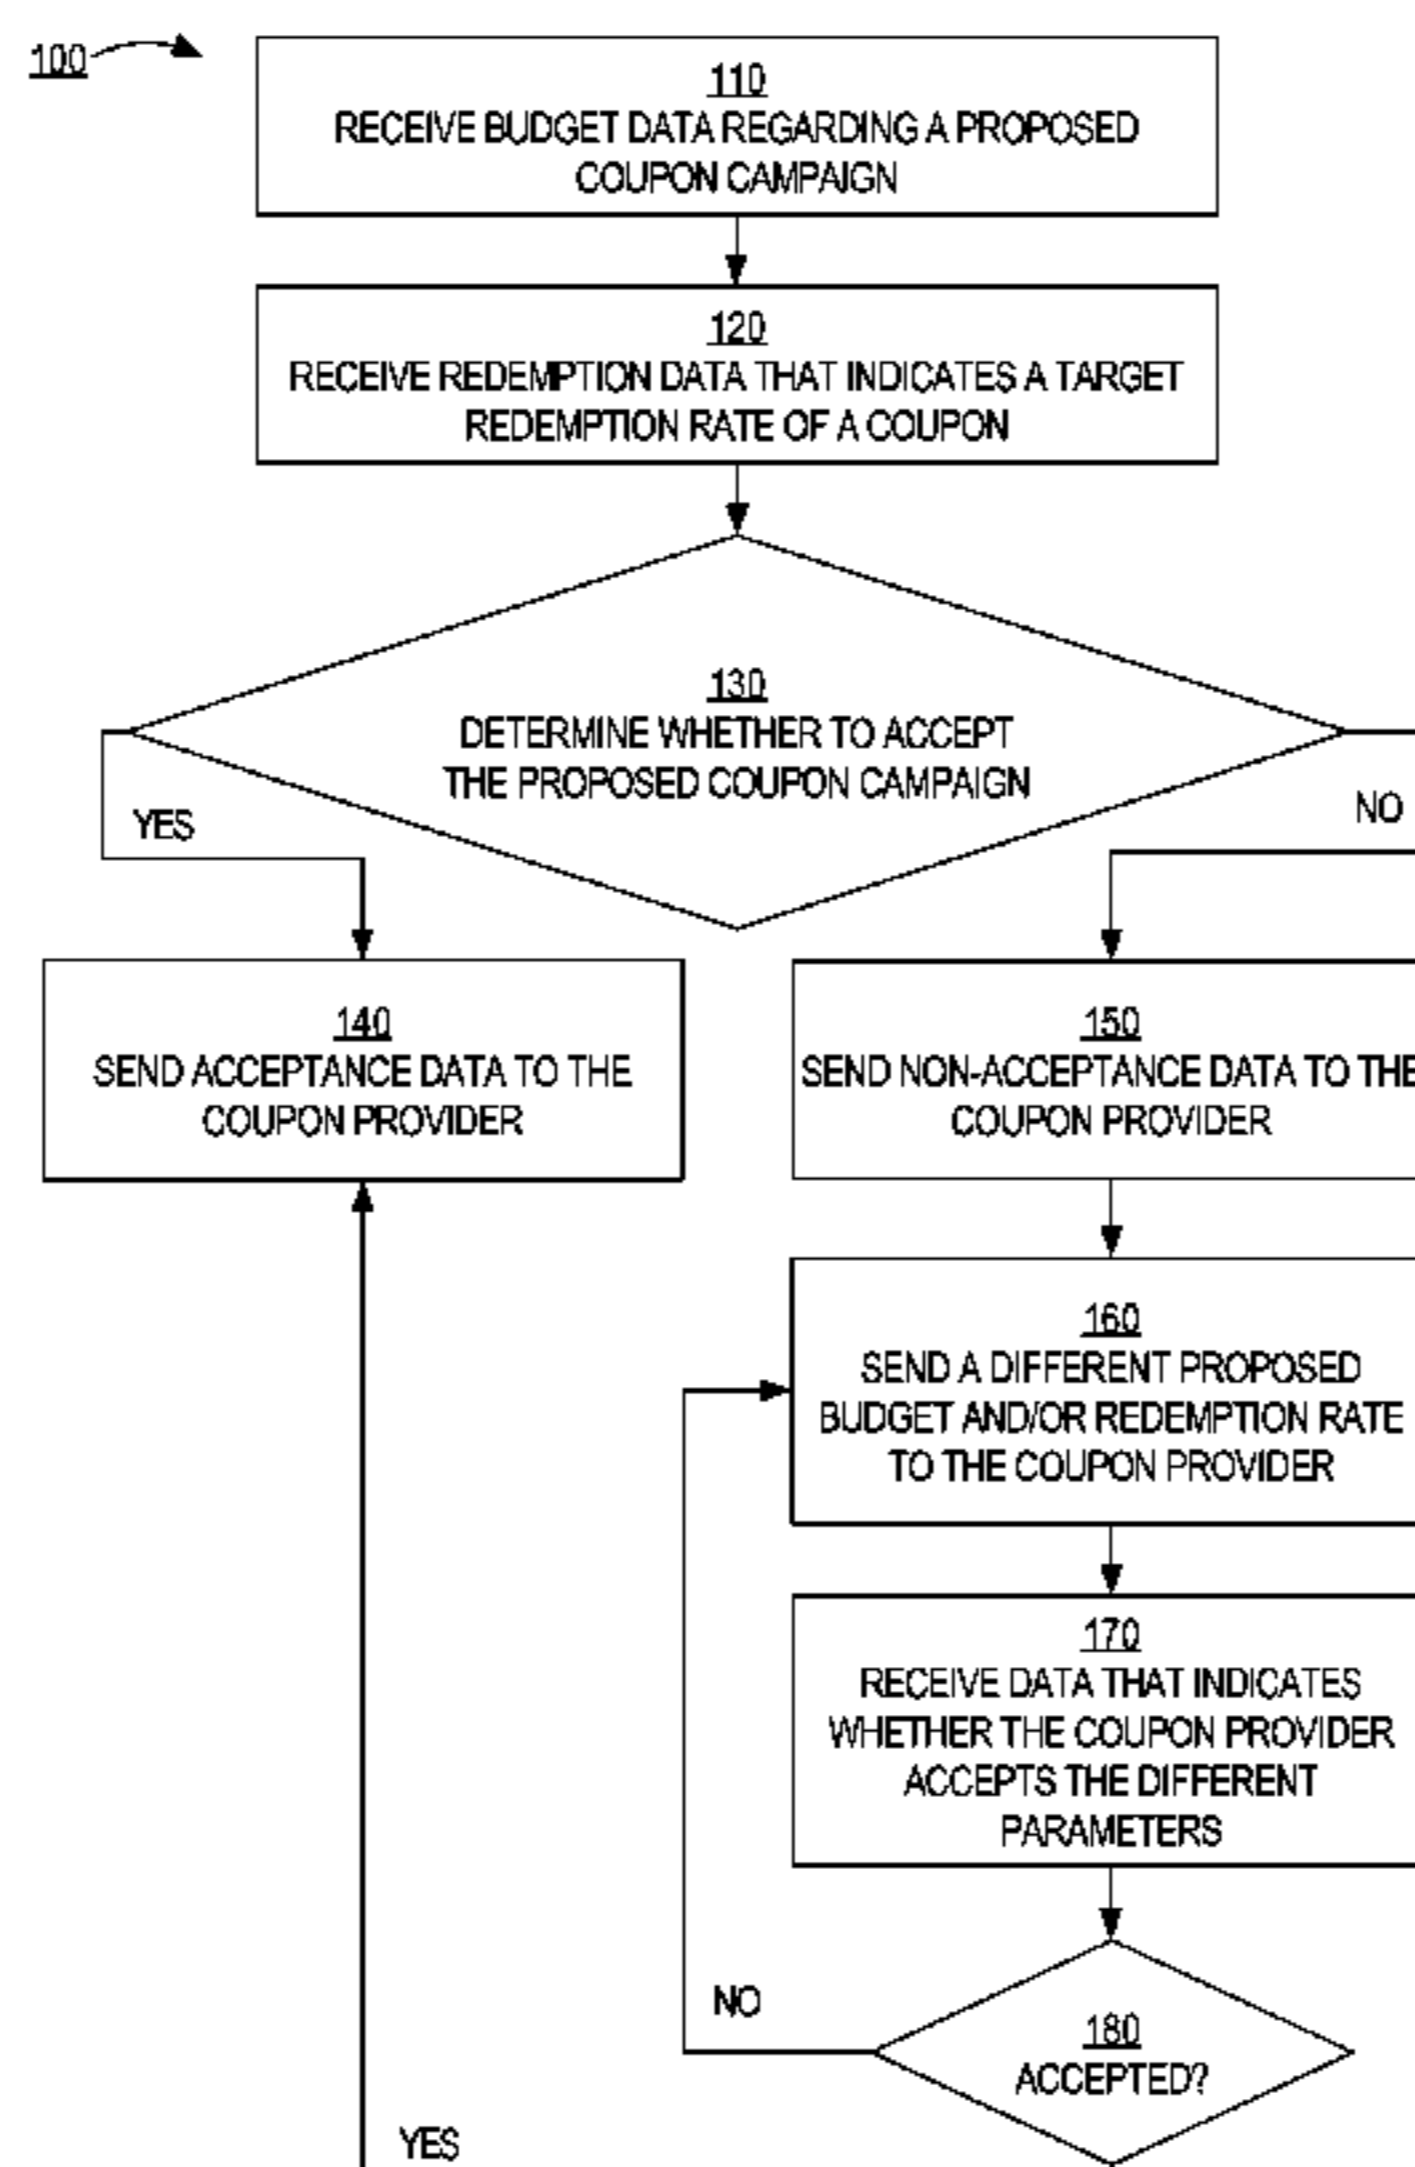 100
110
RECEIVE BUDGET DATA REGARDING A PROPOSED
COUPON CAMPAIGN
120
RECEIVE REDEMPTION DATA THAT INDICATES A TARGET
REDEMPTION RATE OF A COUPON
130
DETERMINE WHETHER TO ACCEPT
THE PROPOSED COUPON CAMPAIGN
YES
NO
140
SEND ACCEPTANCE DATA TO THE
COUPON PROVIDER
150
SEND NON-ACCEPTANCE DATA TO THE
COUPON PROVIDER
160
SEND A DIFFERENT PROPOSED
BUDGET AND/OR REDEMPTION RATE
TO THE COUPON PROVIDER
170
RECEIVE DATA THAT INDICATES
WHETHER THE COUPON PROVIDER
ACCEPTS THE DIFFERENT
PARAMETERS
NO
180
ACCEPTED?
YES